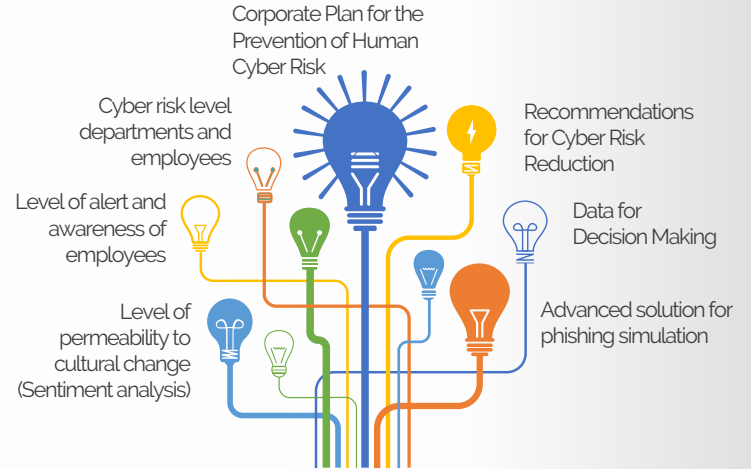 Corporate Plan for the
Prevention of Human
Cyber Risk
Cyber risk level
departments and
employees
Recommendations
for Cyber Risk
Reduction
Level of alert and
awareness of
employees
Data for
Decision Making
Level of
permeability to
cultural change
(Sentiment analysis)
Advanced solution for
phishing simulation